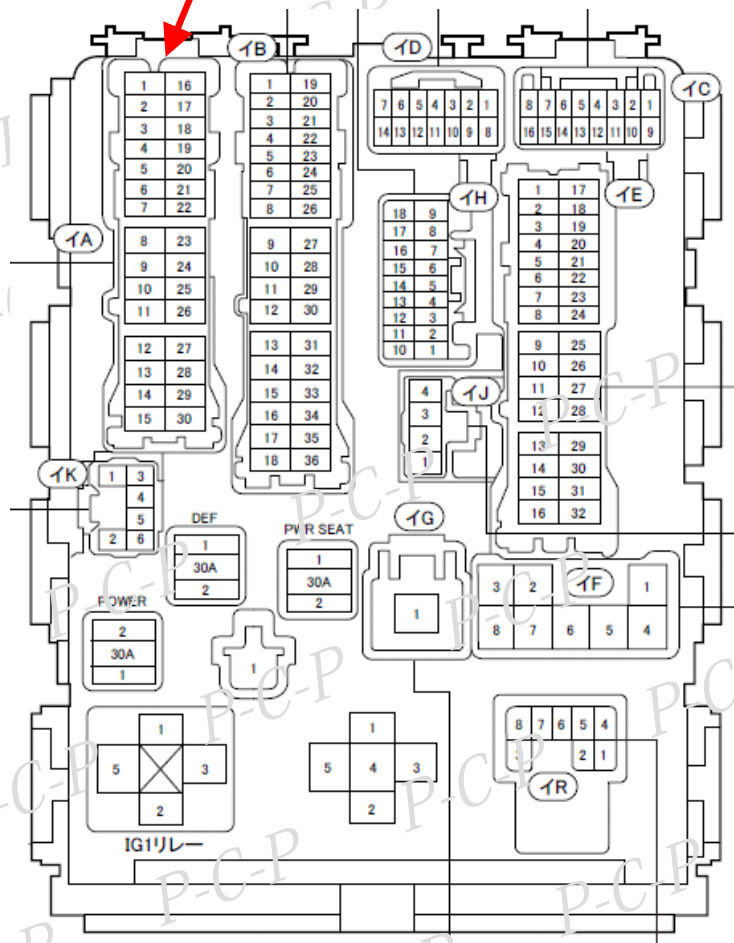 イB
イD
イC
イH
イE
イA
イJ
イK
イG
イF
イR
1 16
2 17
3 18
4 19
5 20
6 21
7 22
8 23
9 24
10 25
11 26
12 27
13 28
14 29
15 30
1 19
2 20
3 21
4 22
5 23
6 24
7 25
8 26
9 27
10 28
11 29
12 30
13 31
14 32
15 33
16 34
17 35
18 36
7 6 5 4 3 2 1
14 13 12 11 10 9 8
8 7 6 5 4 3 2 1
16 15 14 13 12 11 10 9
18 9
17 8
16 7
15 6
14 5
13 4
12 3
11 2
10 1
1 17
2 18
3 19
4 20
5 21
6 22
7 23
8 24
9 25
10 26
11 27
12 28
13 29
14 30
15 31
16 32
4
3
2
1
1 3
4
5
2 6
DEF
1
30A
2
PWR SEAT
1
30A
2
POWER
2
30A
1
1
1
3 2 1
8 7 6 5 4
1
5 3
2
IG1リレー
1
5 4 3
2
8 7 6 5 4
3 2 1
P-C-P
P-C-P
P-C-P
P-C-P
P-C-P
P-C-P
P-C-P
P-C-P
P-C-P